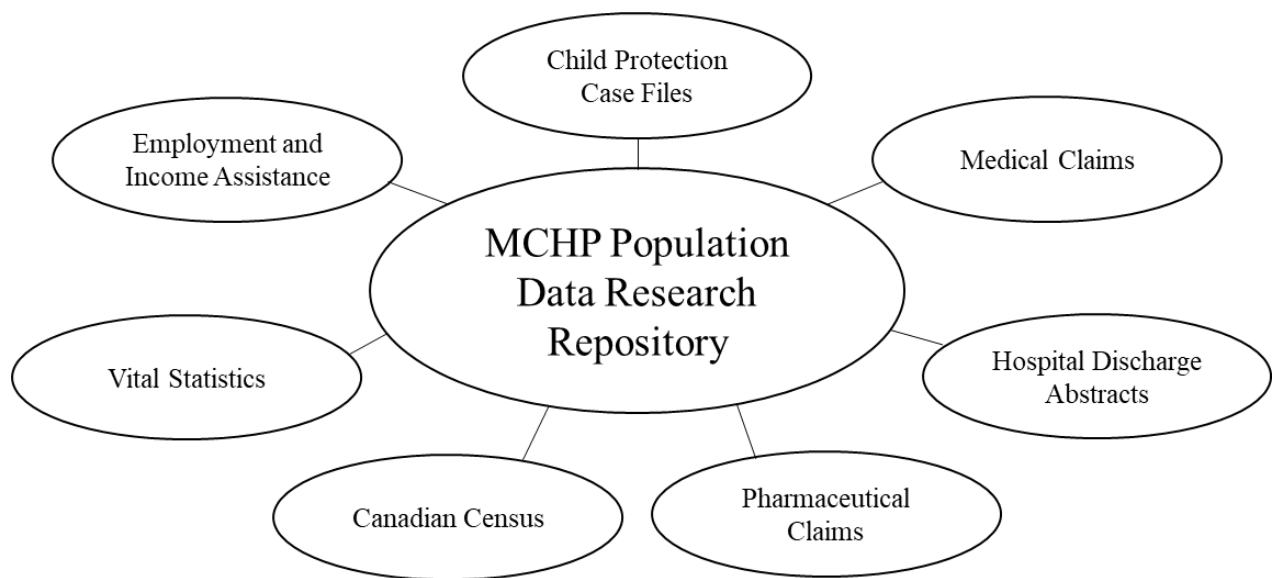 Child Protection
Case Files
Employment and
Income Assistance
Medical Claims
MCHP Population
Data Research
Repository
Vital Statistics
Hospital Discharge
Abstracts
Canadian Census
Pharmaceutical
Claims